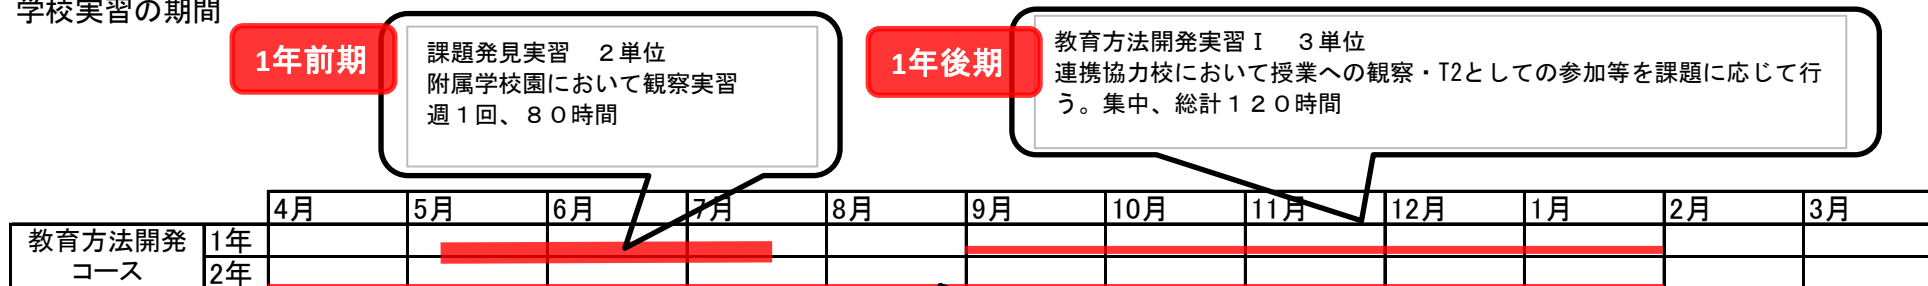 学校実習の期間
1年前期
課題発見実習　２単位
附属学校園において観察実習
週１回、８０時間
1年後期
教育方法開発実習Ⅰ　３単位
連携協力校において授業への観察・T2としての参加等を課題に応じて行
う。集中、総計１２０時間
4月 5月 6月 7月 8月 9月 10月 11月 12月 1月 2月 3月
教育方法開発 1年
コース 2年